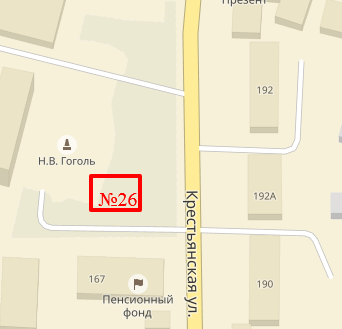 Презент
192
Н.В. Гоголь
№26
192А
Крестьянская ул.
167
190
Пенсионный
фонд